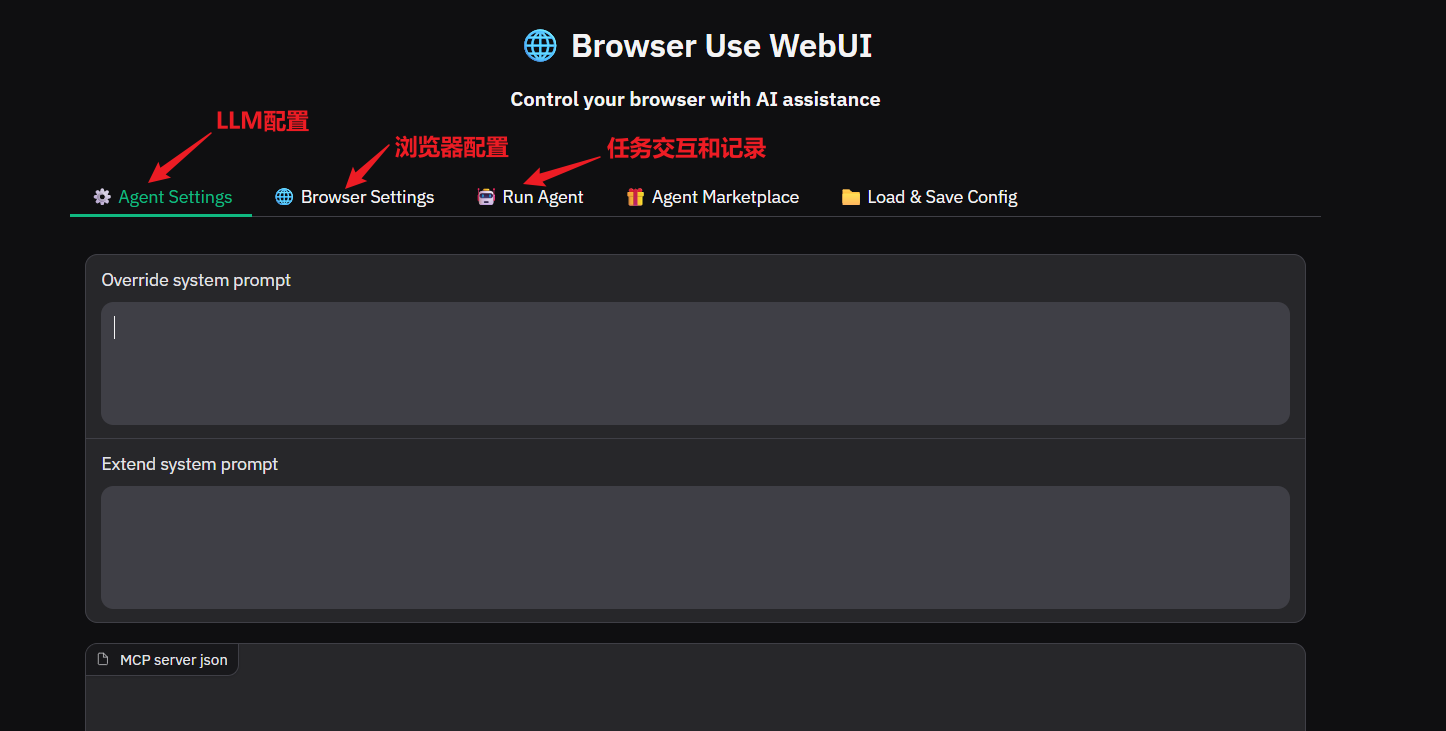 Browser Use WebUI
Control your browser with AI assistance
LLM配置
浏览器配置
任务交互和记录
Agent Settings
Browser Settings
Run Agent
Agent Marketplace
Load & Save Config
Override system prompt
Extend system prompt
MCP server json